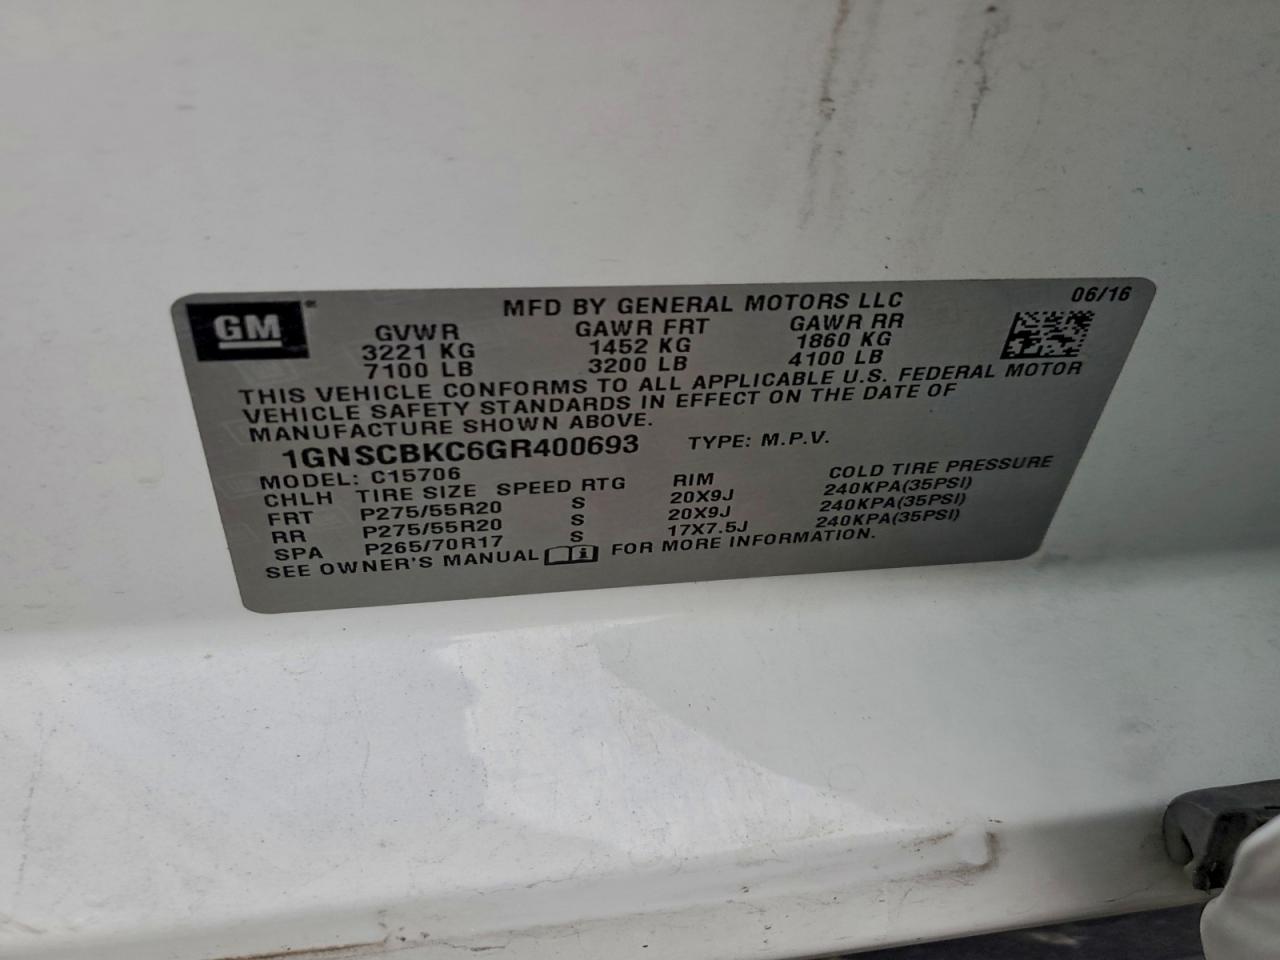 GM
MFD BY GENERAL MOTORS LLC 06/16
GVWR GAWR FRT GAWR RR
3221 KG 1452 KG 1860 KG
7100 LB 3200 LB 4100 LB
THIS VEHICLE CONFORMS TO ALL APPLICABLE U.S. FEDERAL MOTOR
VEHICLE SAFETY STANDARDS IN EFFECT ON THE DATE OF
MANUFACTURE SHOWN ABOVE.
1GNSCBKC6GR400693 TYPE: M.P.V.
MODEL: C15706
CHLH TIRE SIZE SPEED RTG RIM COLD TIRE PRESSURE
FRT P275/55R20 S 20X9J 240KPA(35PSI)
RR P275/55R20 S 20X9J 240KPA(35PSI)
SPA P265/70R17 S 17X7.5J 240KPA(35PSI)
SEE OWNER'S MANUAL FOR MORE INFORMATION.